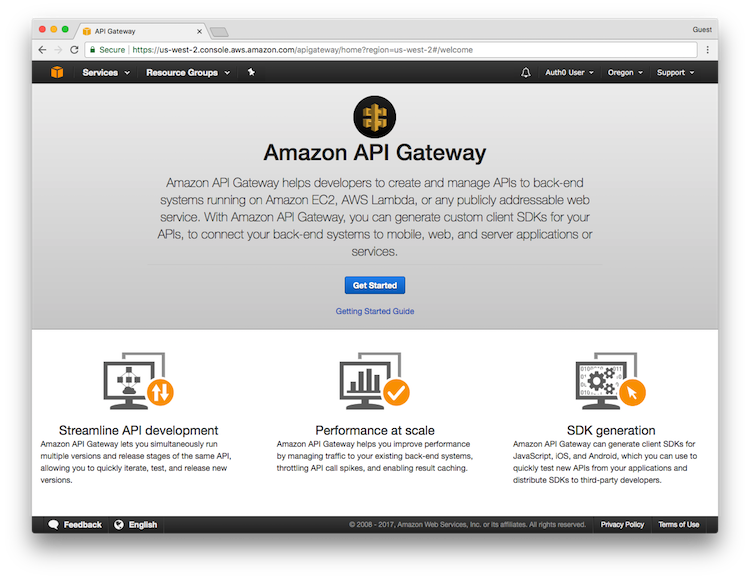 API Gateway
Guest
Secure https://us-west-2.console.aws.amazon.com/apigateway/home?region=us-west-2#/welcome
Services Resource Groups Auth0 User Oregon Support
Amazon API Gateway
Amazon API Gateway helps developers to create and manage APIs to back-end
systems running on Amazon EC2, AWS Lambda, or any publicly addressable web
service. With Amazon API Gateway, you can generate custom client SDKs for your
APIs, to connect your back-end systems to mobile, web, and server applications or
services.
Get Started
Getting Started Guide
Streamline API development
Amazon API Gateway lets you simultaneously run
multiple versions and release stages of the same API,
allowing you to quickly iterate, test, and release new
versions.
Performance at scale
Amazon API Gateway helps you improve performance
by managing traffic to your existing back-end systems,
throttling API call spikes, and enabling result caching.
SDK generation
Amazon API Gateway can generate client SDKs for
JavaScript, iOS, and Android, which you can use to
quickly test new APIs from your applications and
distribute SDKs to third-party developers.
Feedback English © 2008 - 2017, Amazon Web Services, Inc. or its affiliates. All rights reserved. Privacy Policy Terms of Use